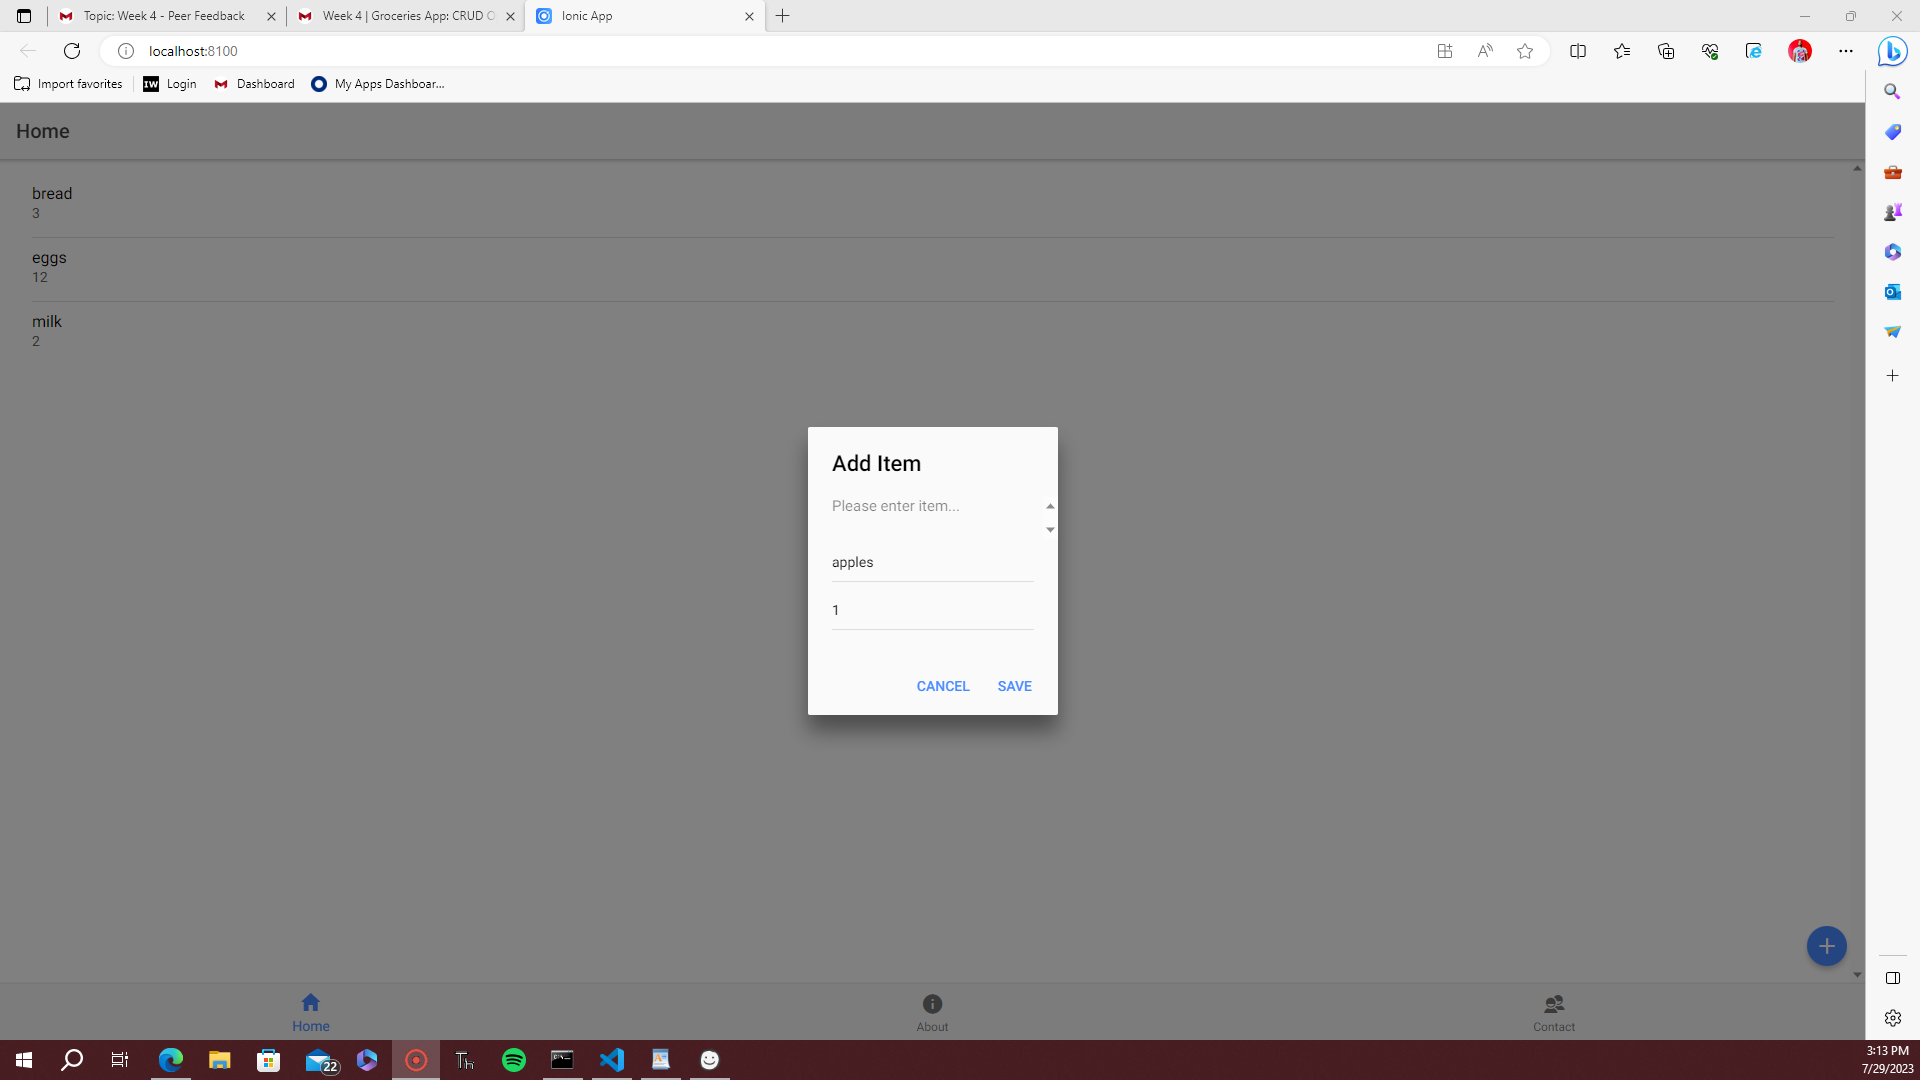 Topic: Week 4 - Peer Feedback
Week 4 | Groceries App: CRUD O
Ionic App
localhost:8100
Import favorites
IW
Login
Dashboard
My Apps Dashboar...
Home
bread
3
eggs
12
milk
2
Add Item
Please enter item...
apples
1
CANCEL
SAVE
Home
About
Contact
22
Th
3:13 PM
7/29/2023